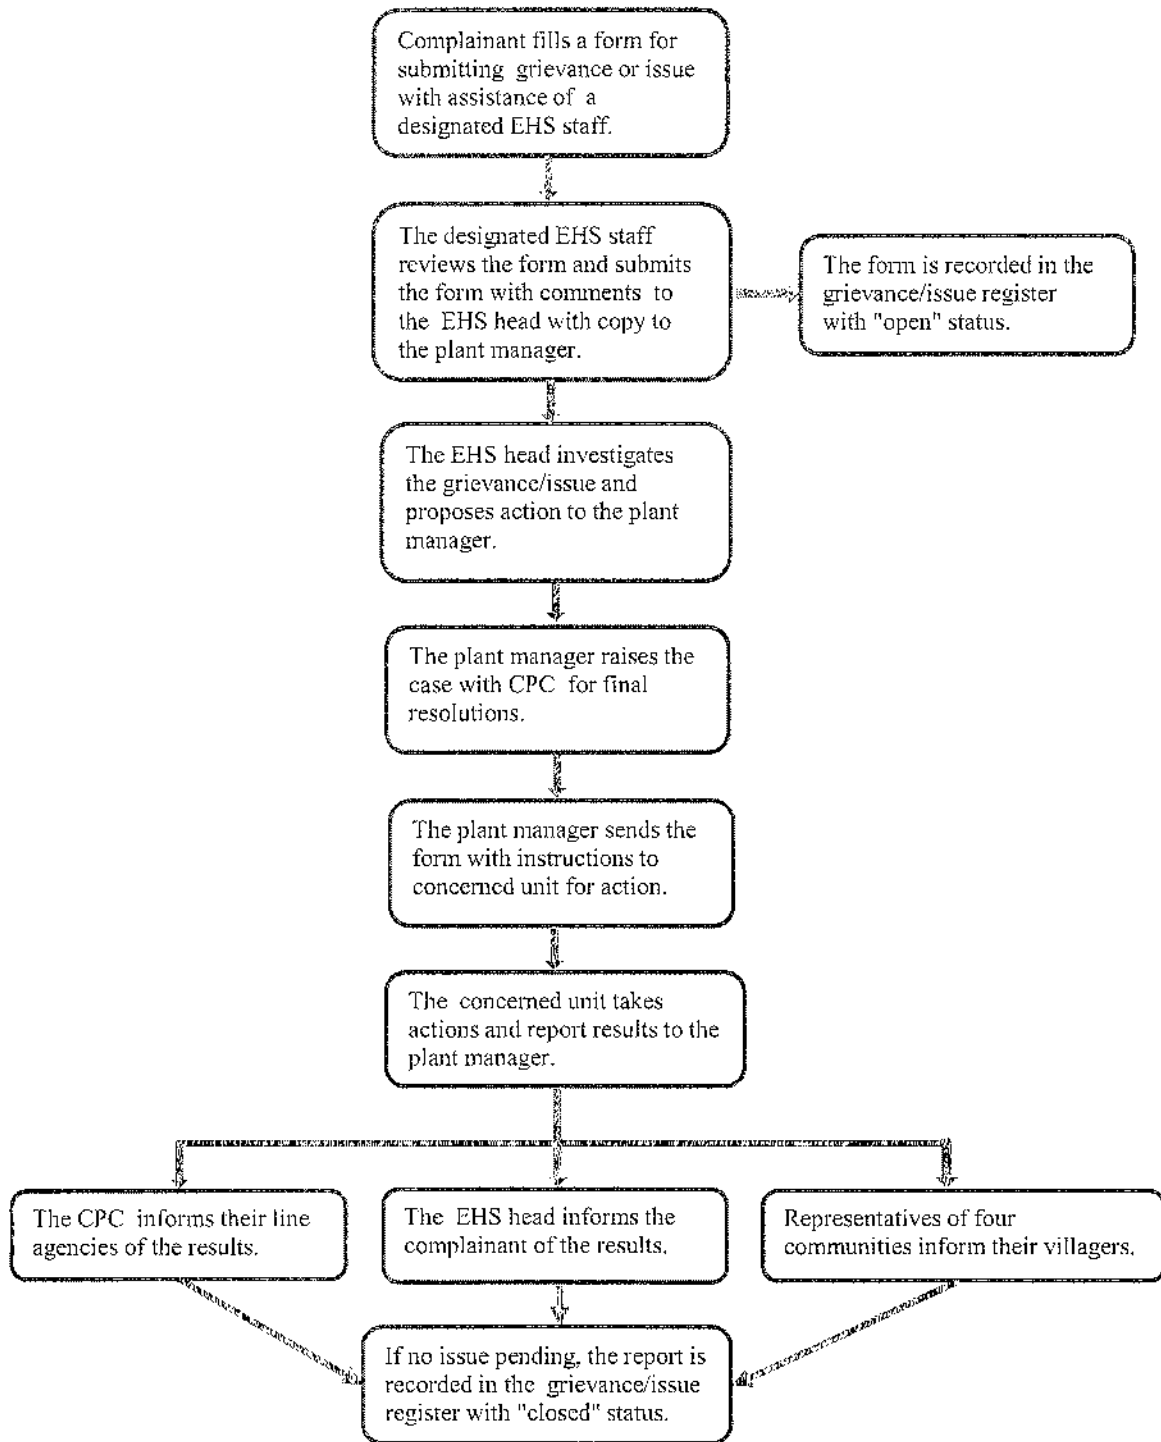 Complainant fills a form for
submitting grievance or issue
with assistance of a
designated EHS staff.
The designated EHS staff
reviews the form and submits
the form with comments to
the EHS head with copy to
the plant manager.
The form is recorded in the
grievance/issue register
with "open" status.
The EHS head investigates
the grievance/issue and
proposes action to the plant
manager.
The plant manager raises the
case with CPC for final
resolutions.
The plant manager sends the
form with instructions to
concerned unit for action.
The concerned unit takes
actions and report results to the
plant manager.
The CPC informs their line
agencies of the results.
The EHS head informs the
complainant of the results.
Representatives of four
communities inform their villagers.
If no issue pending, the report is
recorded in the grievance/issue
register with "closed" status.